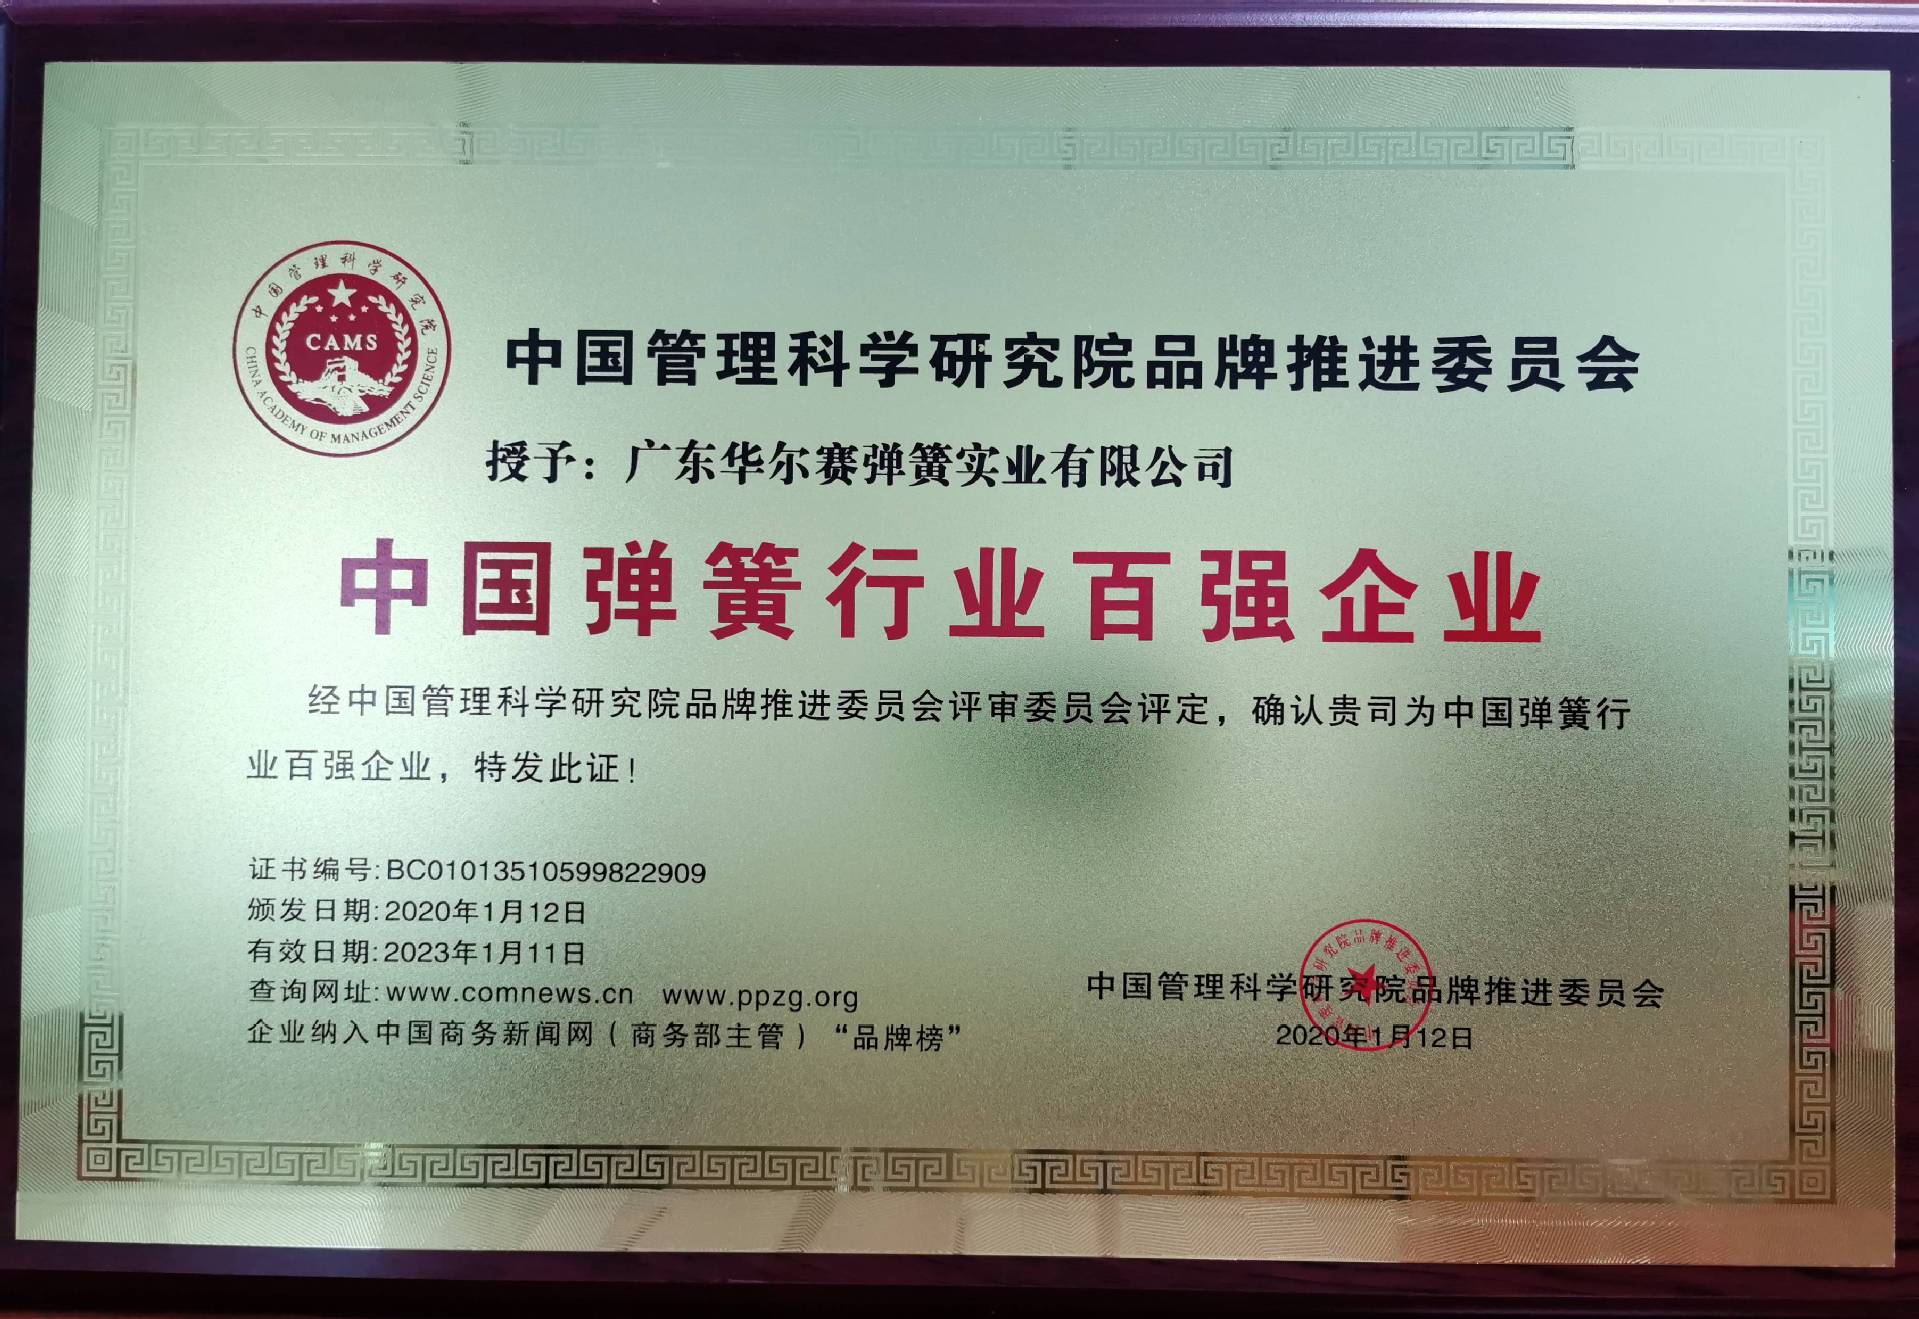 中国管理科学研究院
CAMS
CHINA ACADEMY OF MANAGEMENT SCIENCE
中国管理科学研究院品牌推进委员会
授予：广东华尔赛弹簧实业有限公司
中国弹簧行业百强企业
经中国管理科学研究院品牌推进委员会评审委员会评定，确认贵司为中国弹簧行
业百强企业，特发此证！
证书编号:BC01013510599822909
颁发日期:2020年1月12日
有效日期:2023年1月11日
查询网址:www.comnews.cn www.ppzg.org
企业纳入中国商务新闻网（商务部主管）“品牌榜”
研究院品牌推进委
中国管理科学研究院品牌推进委员会
2020年1月12日